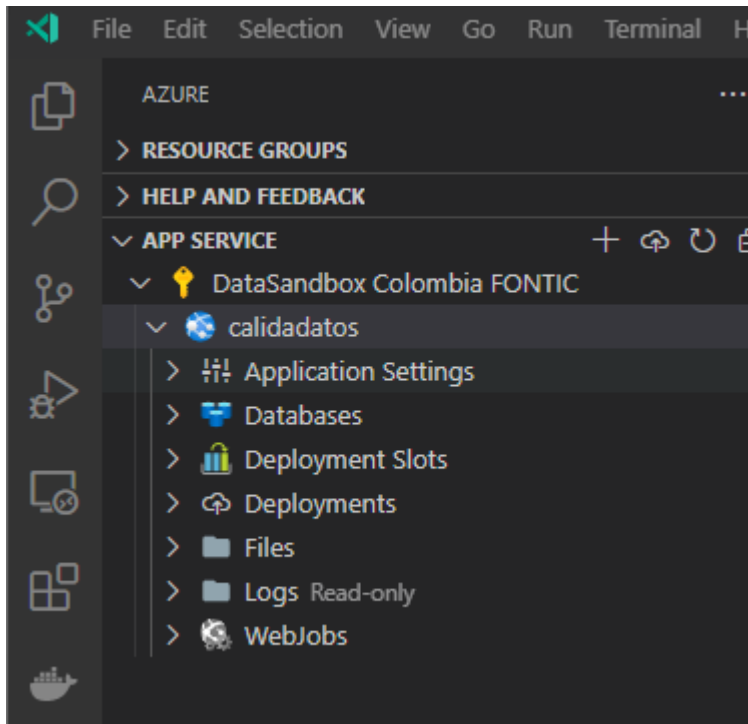 File Edit Selection View Go Run Terminal
AZURE
RESOURCE GROUPS
HELP AND FEEDBACK
APP SERVICE
DataSandbox Colombia FONTIC
calidadatos
Application Settings
Databases
Deployment Slots
Deployments
Files
Logs Read-only
WebJobs